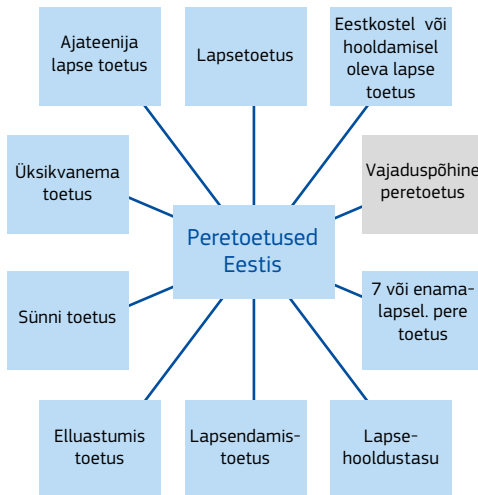 Ajateenija
lapse toetus
Lapsetoetus
Eestkostel või
hooldamisel
oleva lapse
toetus
Üksikvanema
toetus
Vajaduspõhine
peretoetus
Peretoetused
Eestis
Sünni toetus
7 või enama-
lapsel. pere
toetus
Elluastumis
toetus
Lapsendamis-
toetus
Lapse-
hooldustasu